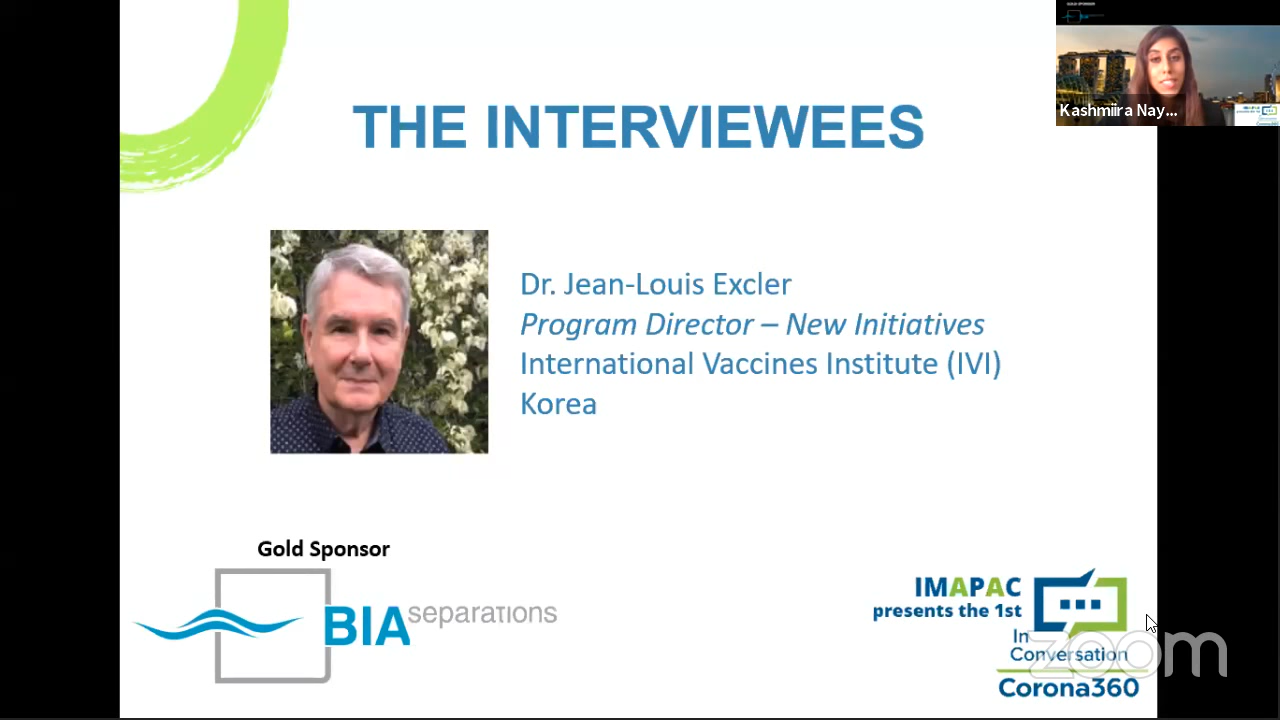 THE INTERVIEWEES
Kashmiira Nay...
Dr. Jean-Louis Excler
Program Director – New Initiatives
International Vaccines Institute (IVI)
Korea
Gold Sponsor
BIA separations
IMAPAC
presents the 1st
In
Conversation
Corona360
zoom